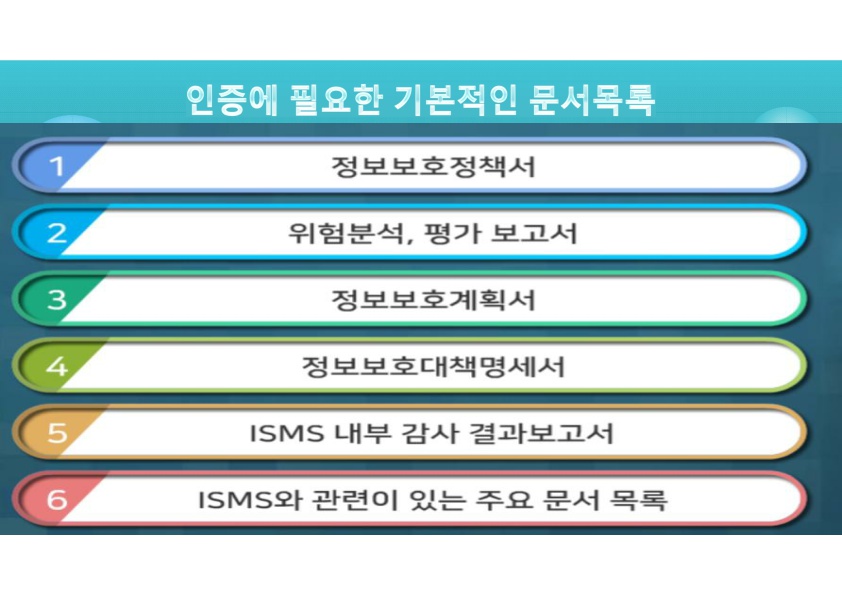 인증에 필요한 기본적인 문서목록
1 정보보호정책서
2 위험분석, 평가 보고서
3 정보보호계획서
4 정보보호대책명세서
5 ISMS 내부 감사 결과보고서
6 ISMS와 관련이 있는 주요 문서 목록